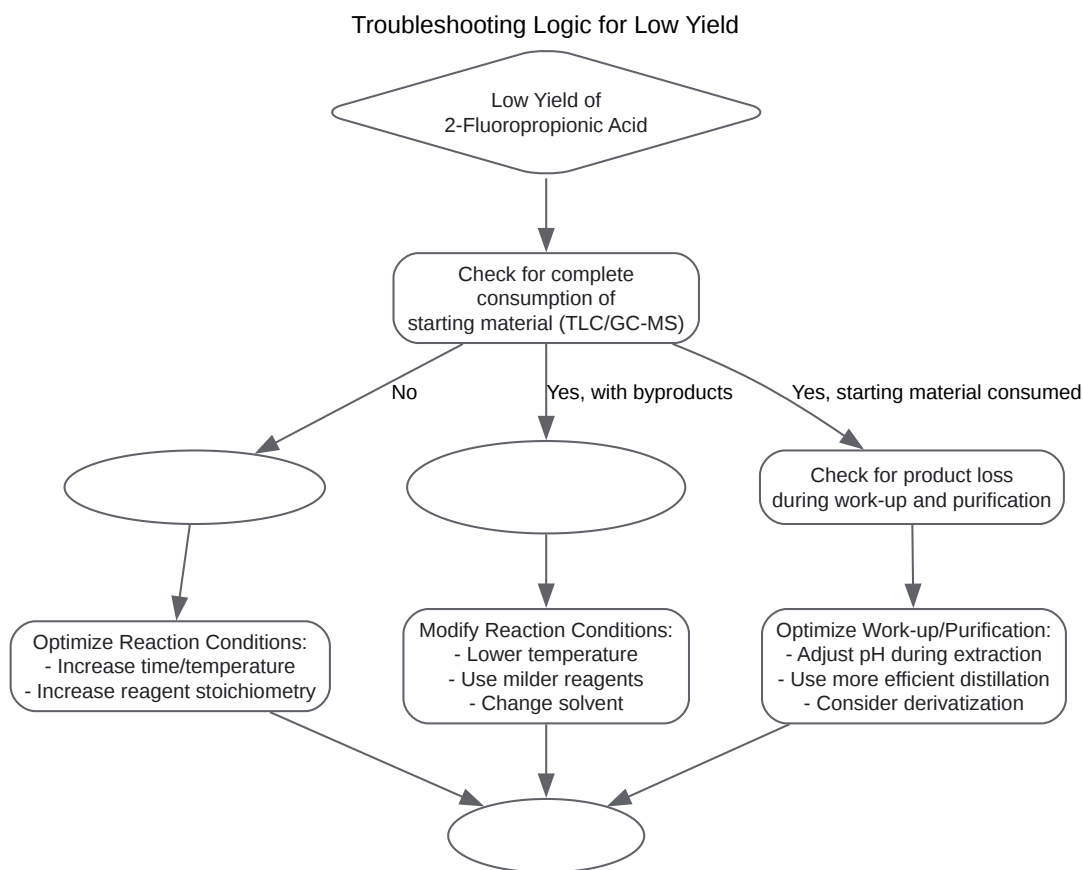 Troubleshooting Logic for Low Yield
Low Yield of
2-Fluoropropionic Acid
Check for complete
consumption of
starting material (TLC/GC-MS)
No
Yes, with byproducts
Yes, starting material consumed
Check for product loss
during work-up and purification
Optimize Reaction Conditions:
- Increase time/temperature
- Increase reagent stoichiometry
Modify Reaction Conditions:
- Lower temperature
- Use milder reagents
- Change solvent
Optimize Work-up/Purification:
- Adjust pH during extraction
- Use more efficient distillation
- Consider derivatization